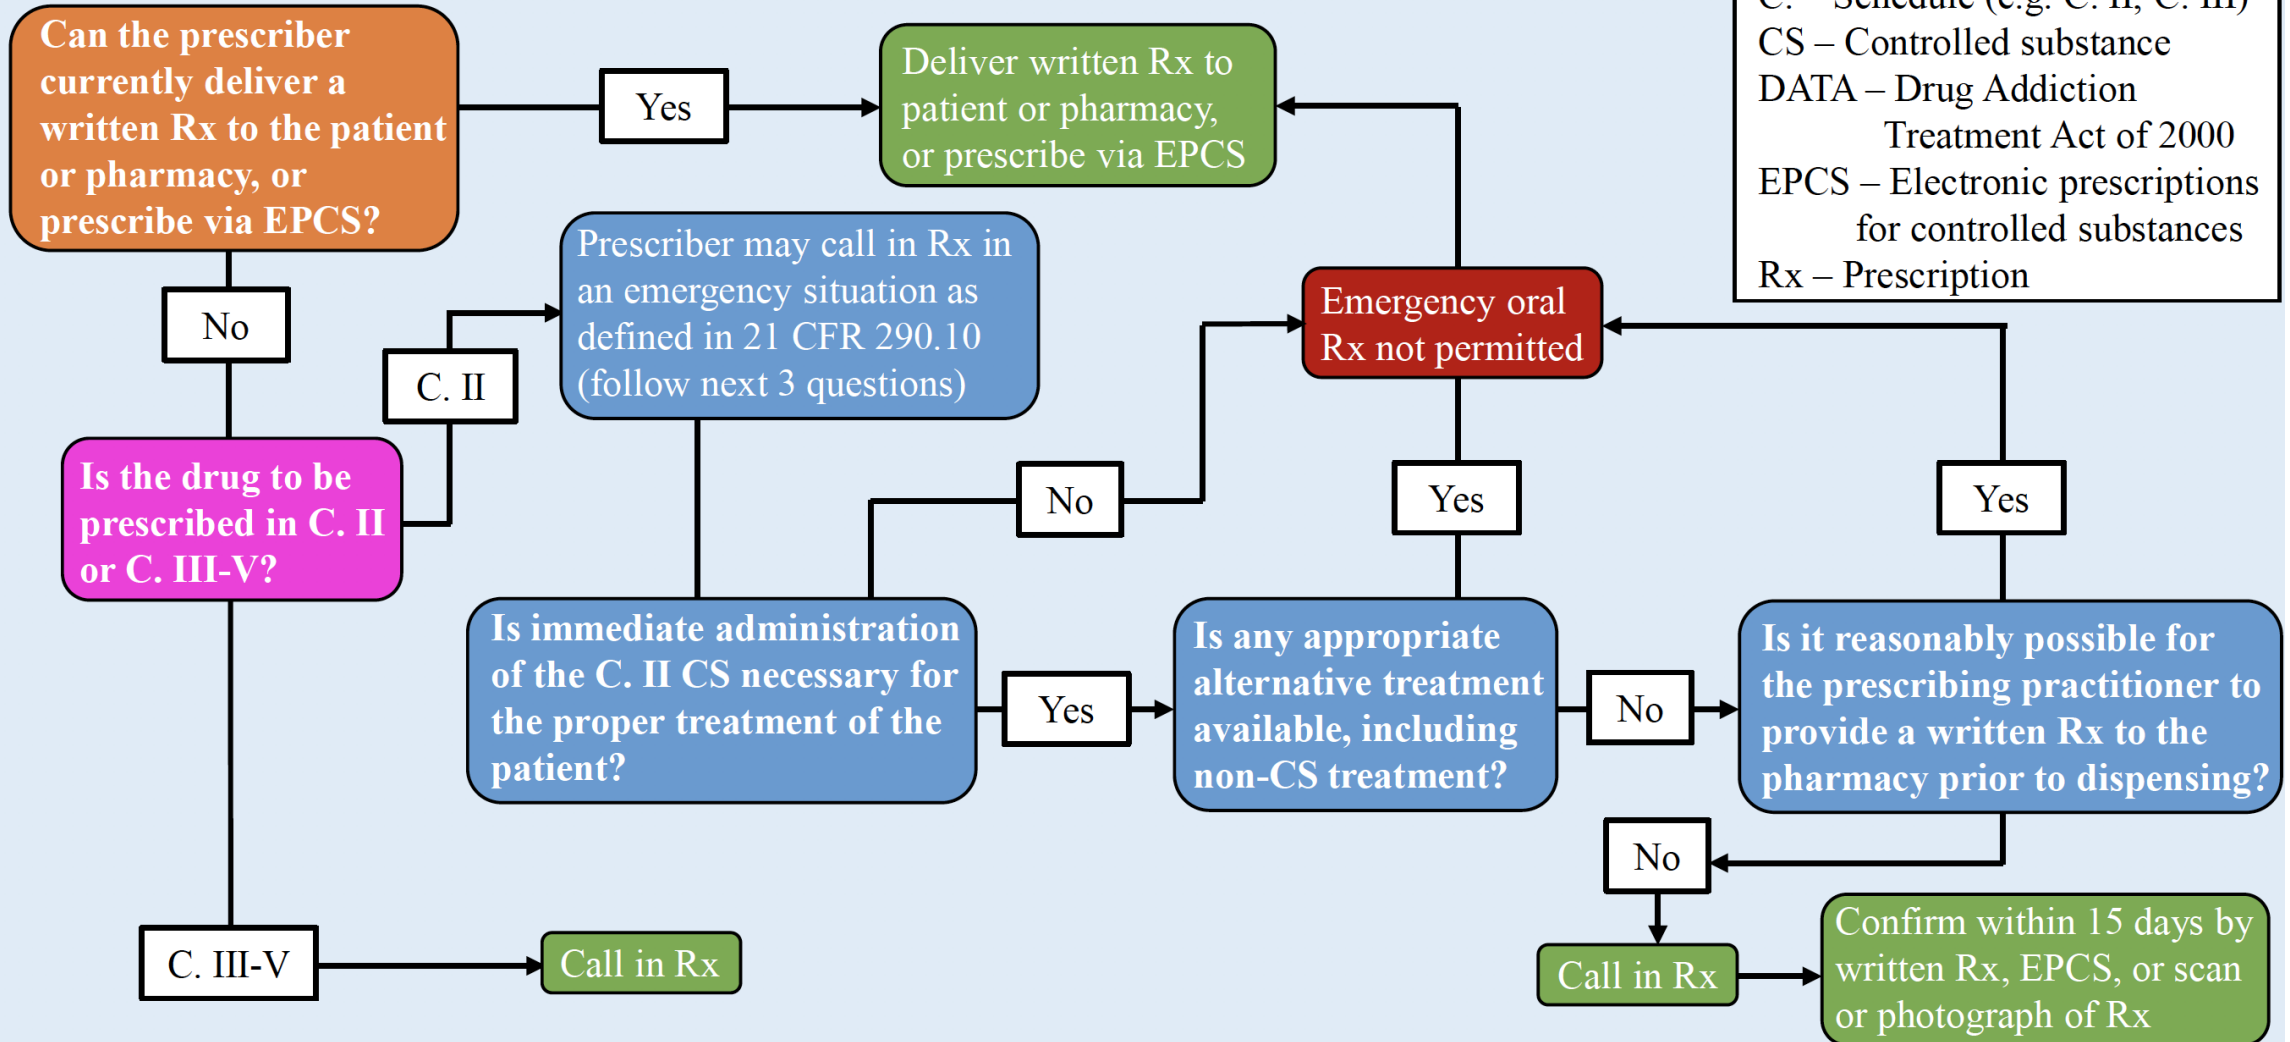 Can the prescriber
currently deliver a
written Rx to the patient
or pharmacy, or
prescribe via EPCS?
Yes
Deliver written Rx to
patient or pharmacy,
or prescribe via EPCS
C. – Schedule (e.g. C. II, C. III)
CS – Controlled substance
DATA – Drug Addiction
Treatment Act of 2000
EPCS – Electronic prescriptions
for controlled substances
Rx – Prescription
No
C. II
Prescriber may call in Rx in
an emergency situation as
defined in 21 CFR 290.10
(follow next 3 questions)
Emergency oral
Rx not permitted
Is the drug to be
prescribed in C. II
or C. III-V?
No
Yes
Yes
Is immediate administration
of the C. II CS necessary for
the proper treatment of the
patient?
Yes
Is any appropriate
alternative treatment
available, including
non-CS treatment?
No
Is it reasonably possible for
the prescribing practitioner to
provide a written Rx to the
pharmacy prior to dispensing?
No
C. III-V
Call in Rx
Call in Rx
Confirm within 15 days by
written Rx, EPCS, or scan
or photograph of Rx